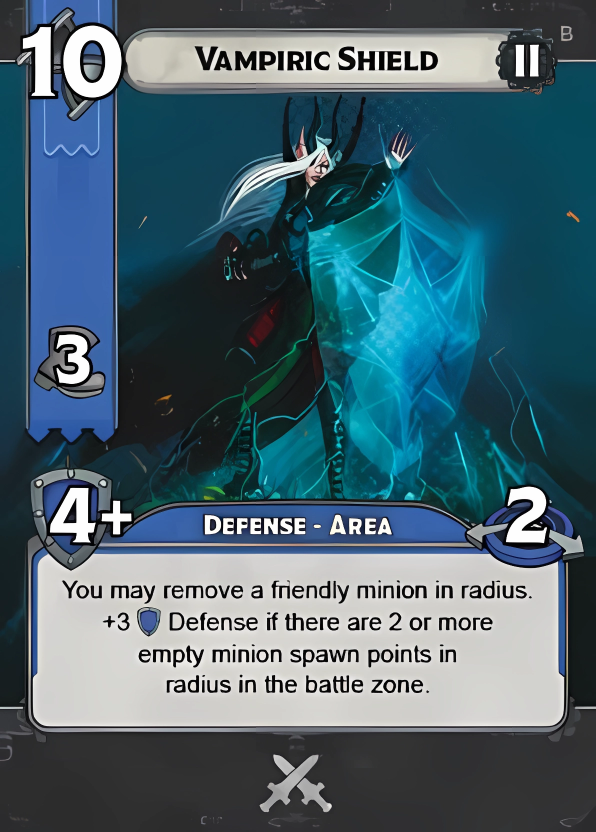 10
VAMPIRIC SHIELD
II
B
3
4+
DEFENSE - AREA
2
You may remove a friendly minion in radius.
+3 Defense if there are 2 or more
empty minion spawn points in
radius in the battle zone.